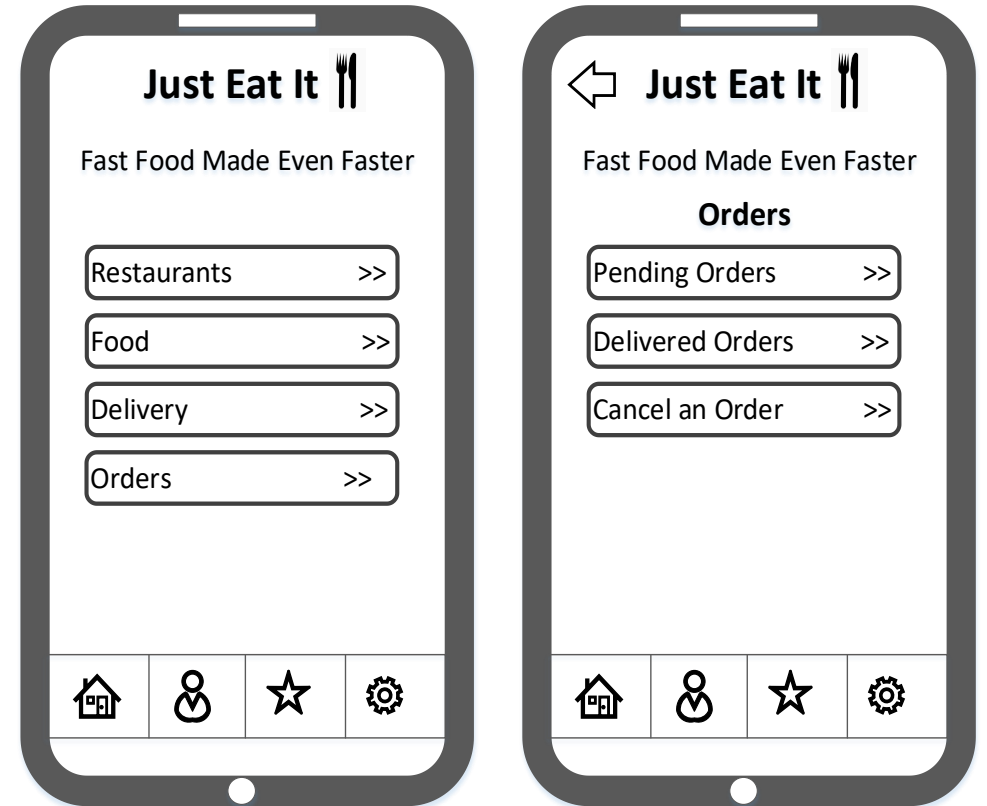 Just Eat It
Fast Food Made Even Faster
Restaurants >>
Food >>
Delivery >>
Orders >>
Just Eat It
Fast Food Made Even Faster
Orders
Pending Orders >>
Delivered Orders >>
Cancel an Order >>